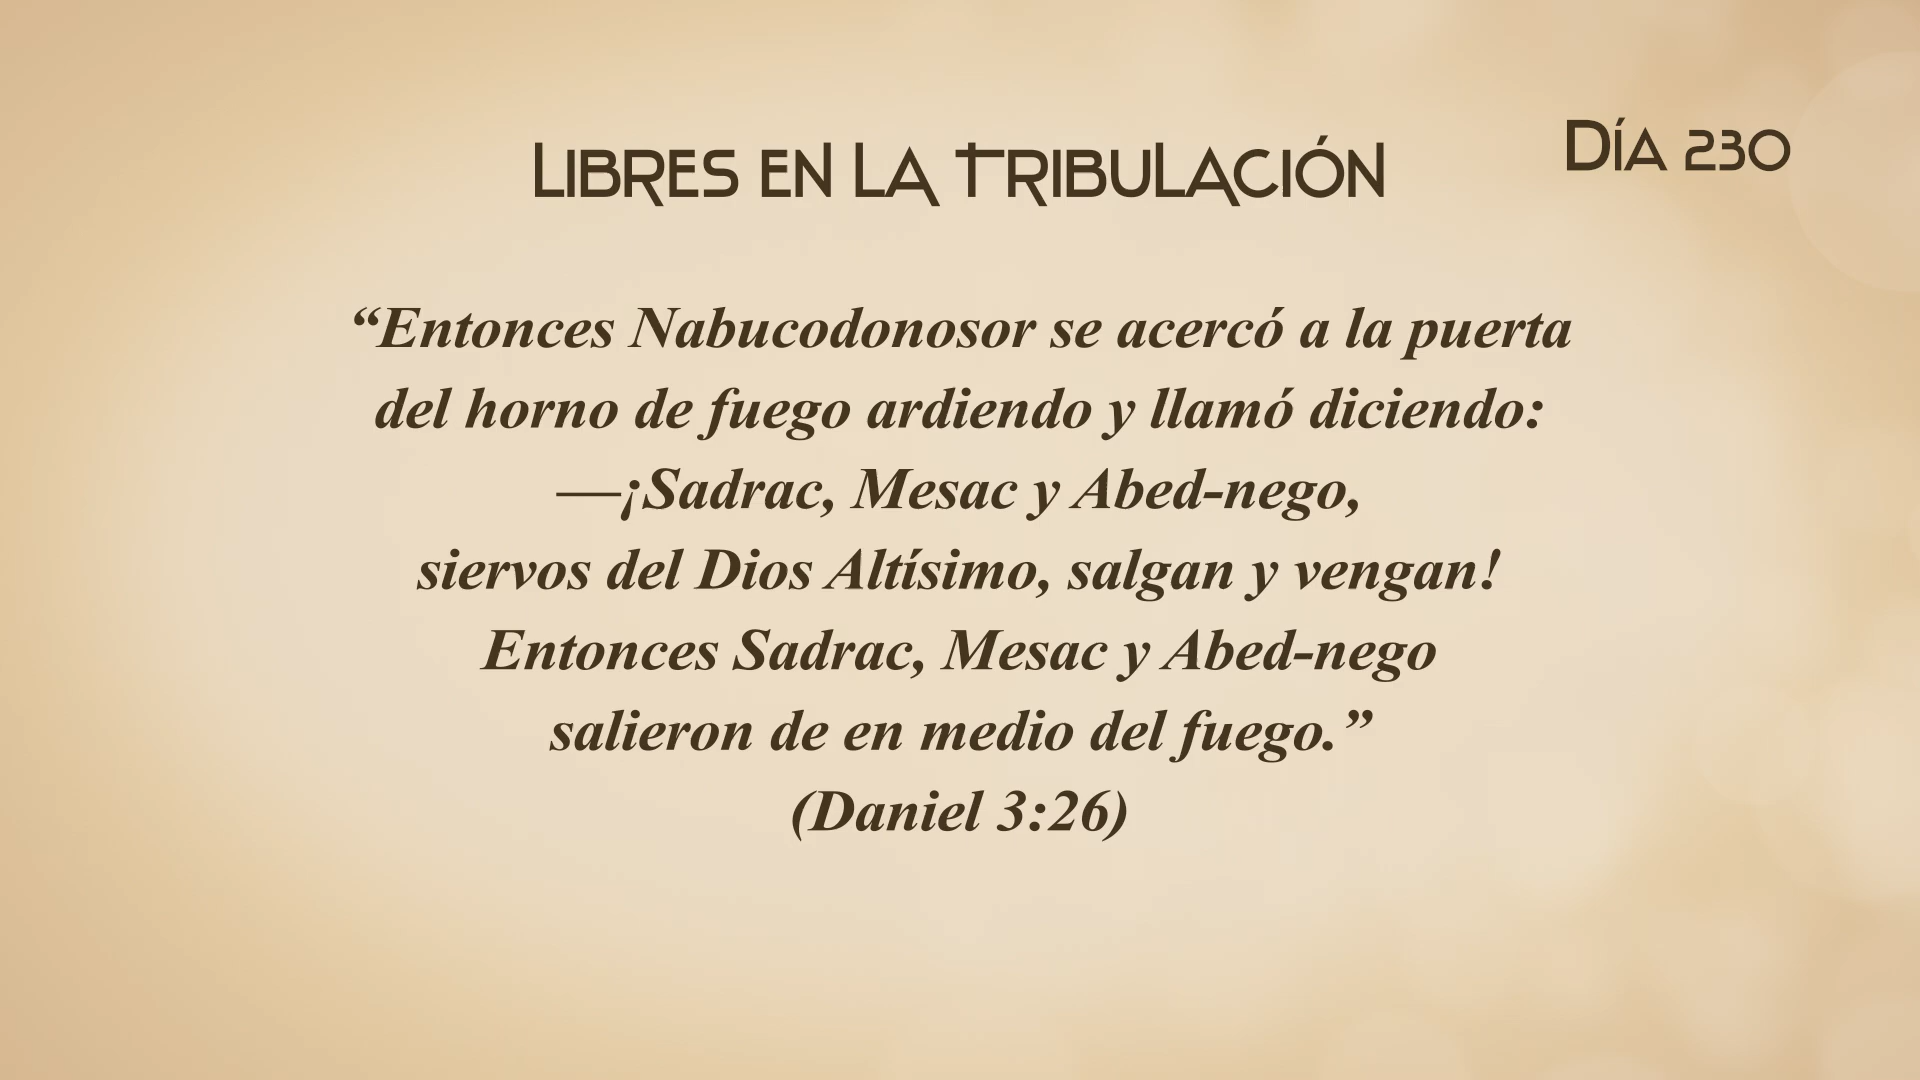 LIBRES EN LA TRIBULACIÓN
DÍA 230
“Entonces Nabucodonosor se acercó a la puerta
del horno de fuego ardiendo y llamó diciendo:
—¡Sadrac, Mesac y Abed-nego,
siervos del Dios Altísimo, salgan y vengan!
Entonces Sadrac, Mesac y Abed-nego
salieron de en medio del fuego.”
(Daniel 3:26)